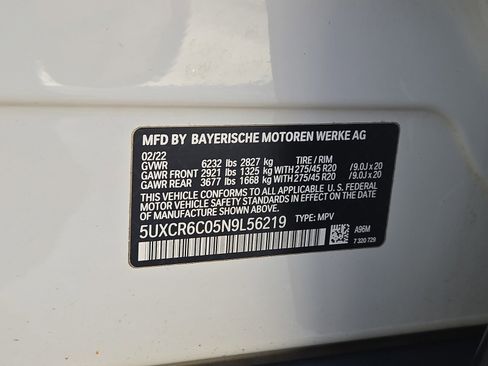 MFD BY BAYERISCHE MOTOREN WERKE AG
02/22
GVWR 6232 lbs 2827 kg TIRE / RIM
GAWR FRONT 2921 lbs 1325 kg WITH 275/45 R20 / 9.0J x 20
GAWR REAR 3677 lbs 1668 kg WITH 275/45 R20 / 9.0J x 20
THIS VEHICLE CONFORMS TO ALL APPLICABLE U. S. FEDERAL
MOTOR VEHICLE SAFETY STANDARDS IN EFFECT ON THE DATE
OF MANUFACTURE SHOWN ABOVE.
5UXCR6C05N9L56219 TYPE: MPV
A96M
7 320 729